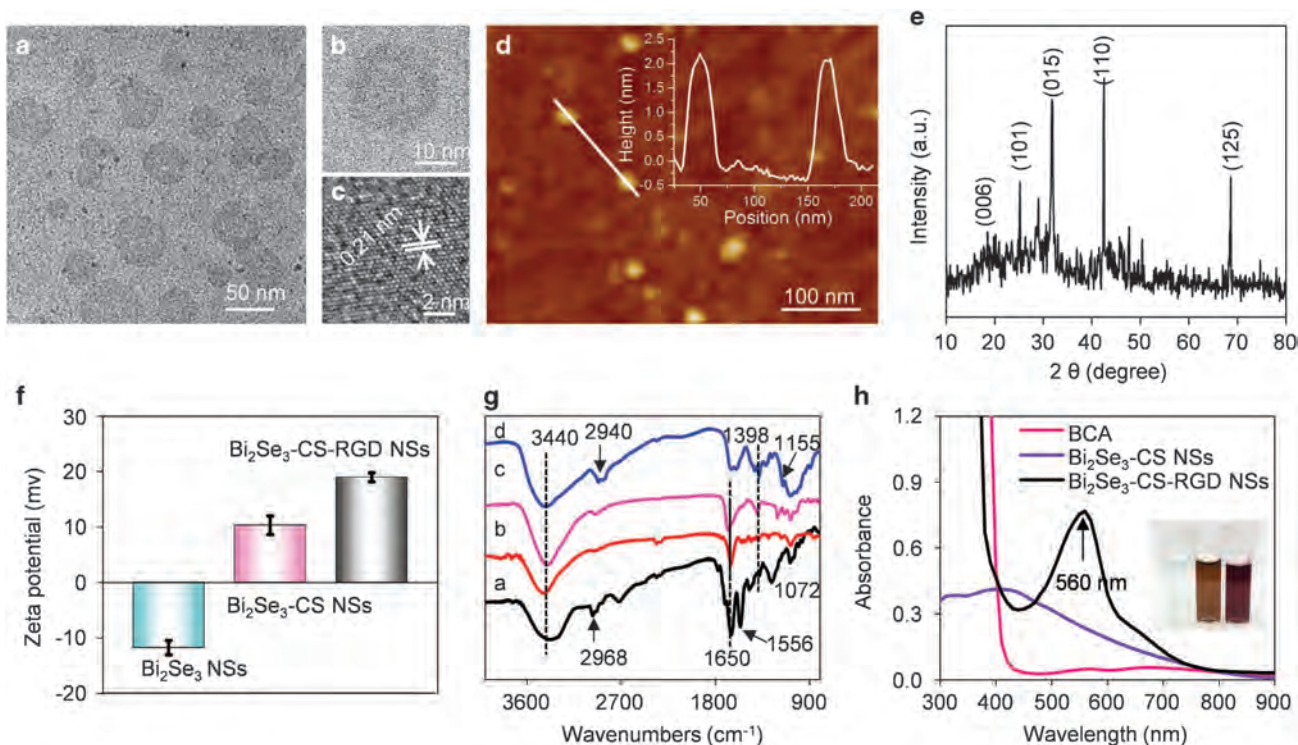 a
50 nm
b
10 nm
c
0.21 nm
2 nm
d
2.5
2.0
1.5
1.0
0.5
0.0
-0.5
Height (nm)
50
100
150
200
Position (nm)
100 nm
e
Intensity (a.u.)
(006)
(101)
(015)
(110)
(125)
10 20 30 40 50 60 70 80
2 θ (degree)
f
Zeta potential (mv)
30
20
10
0
-10
-20
Bi₂Se₃-CS-RGD NSs
Bi₂Se₃-CS NSs
Bi₂Se₃ NSs
g
d
c
b
a
3440
2940
1398
1155
2968
1650
1556
1072
3600 2700 1800 900
Wavenumbers (cm⁻¹)
h
Absorbance
1.2
0.9
0.6
0.3
0.0
BCA
Bi₂Se₃-CS NSs
Bi₂Se₃-CS-RGD NSs
560 nm
300 400 500 600 700 800 900
Wavelength (nm)